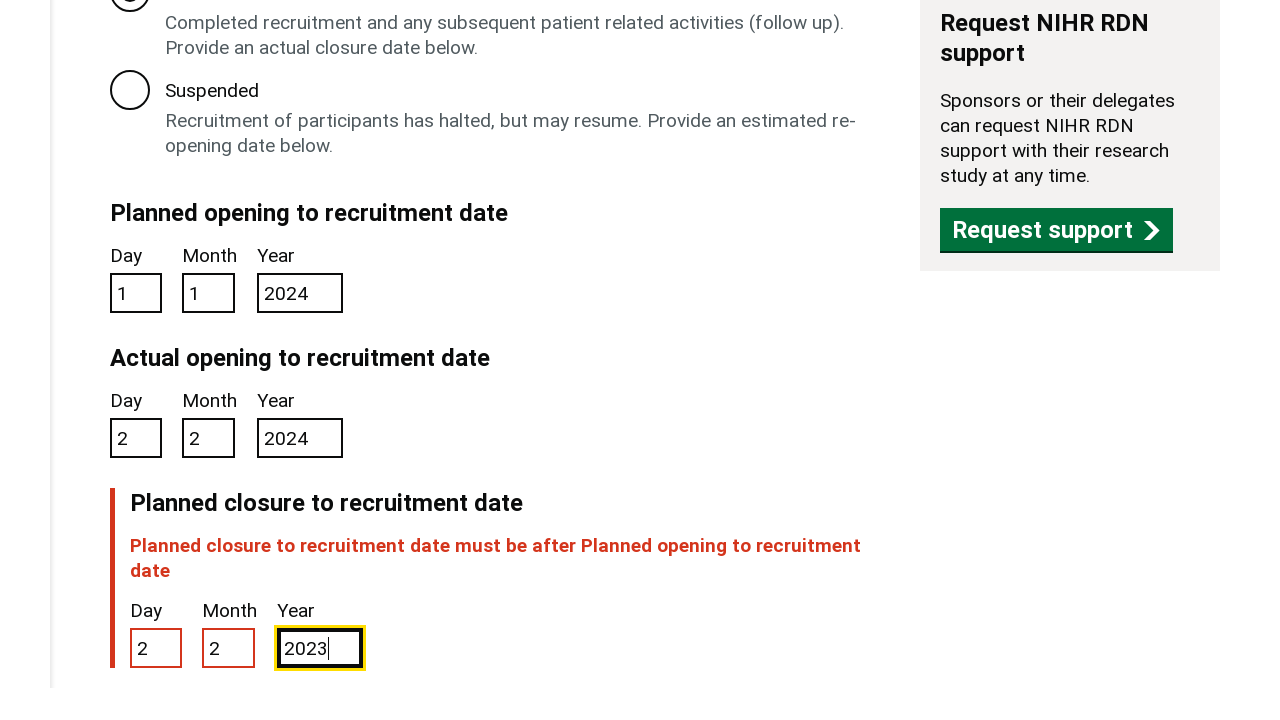 Completed recruitment and any subsequent patient related activities (follow up).
Provide an actual closure date below.
Suspended
Recruitment of participants has halted, but may resume. Provide an estimated re-
opening date below.
Planned opening to recruitment date
Day Month Year
1 1 2024
Actual opening to recruitment date
Day Month Year
2 2 2024
Planned closure to recruitment date
Planned closure to recruitment date must be after Planned opening to recruitment
date
Day Month Year
2 2 2023
Request NIHR RDN
support
Sponsors or their delegates
can request NIHR RDN
support with their research
study at any time.
Request support